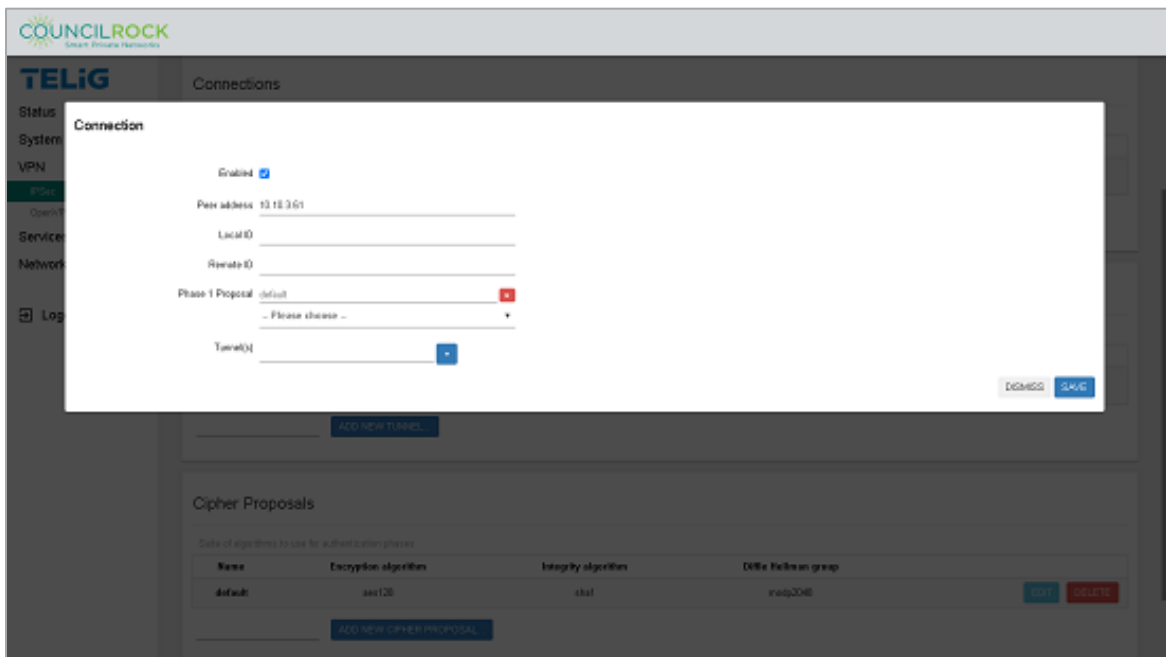 COUNCILROCK
Smart Private Networks
TELiG
Connections
Status
Connection
System
VPN
Enabled
IPSec
Peer address 10.10.3.61
Local ID
Services
Remote ID
Network
Phase 1 Proposal default
-- Please choose --
Tunnel(s)
DISMISS SAVE
ADD NEW TUNNEL...
Cipher Proposals
of algorithms to use for authentication phases
Name Encryption algorithm Integrity algorithm Diffie Hellman group
default aes128 modp2048 EDIT DELETE
ADD NEW CIPHER PROPOSAL...